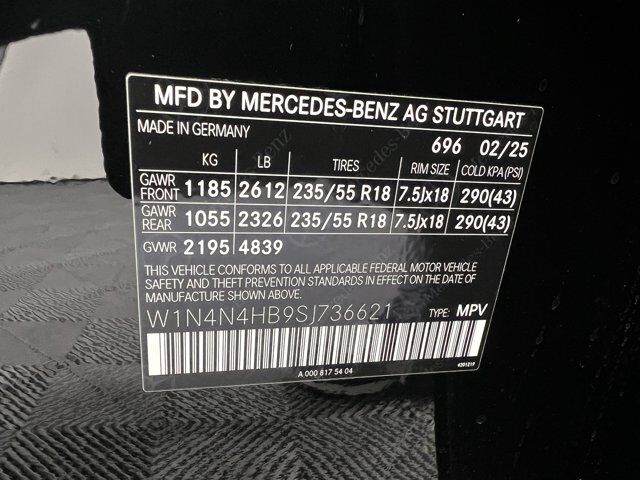 MFD BY MERCEDES-BENZ AG STUTTGART
MADE IN GERMANY 696 02/25
KG LB TIRES RIM SIZE COLD KPA (PSI)
GAWR FRONT 1185 2612 235/55 R18 7.5Jx18 290(43)
GAWR REAR 1055 2326 235/55 R18 7.5Jx18 290(43)
GVWR 2195 4839
THIS VEHICLE CONFORMS TO ALL APPLICABLE FEDERAL MOTOR VEHICLE
SAFETY AND THEFT PREVENTION STANDARDS IN EFFECT ON THE DATE OF
MANUFACTURE SHOWN ABOVE.
W1N4N4HB9SJ736621 TYPE: MPV
A 000 817 54 04 4201219